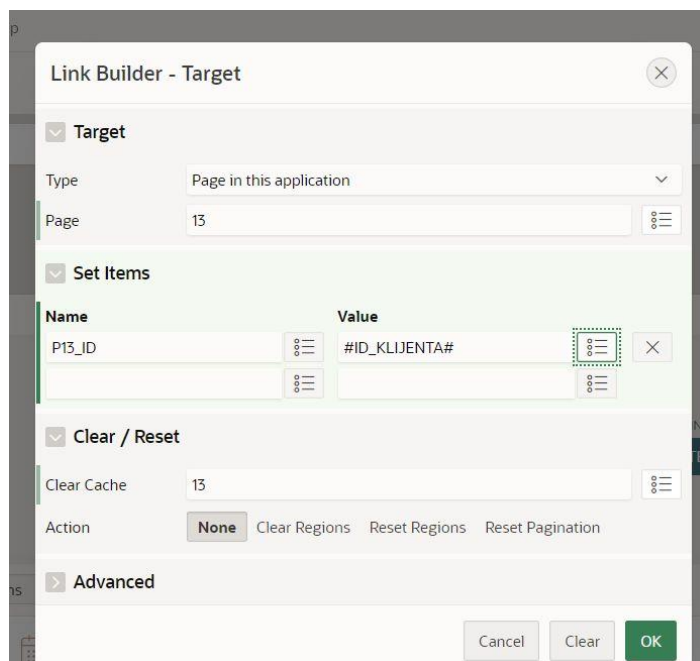 p
Link Builder - Target
Target
Type Page in this application
Page 13
Set Items
Name Value
P13_ID #ID_KLIJENTA#
Clear / Reset
Clear Cache 13
Action None Clear Regions Reset Regions Reset Pagination
Advanced
ns
Cancel Clear OK